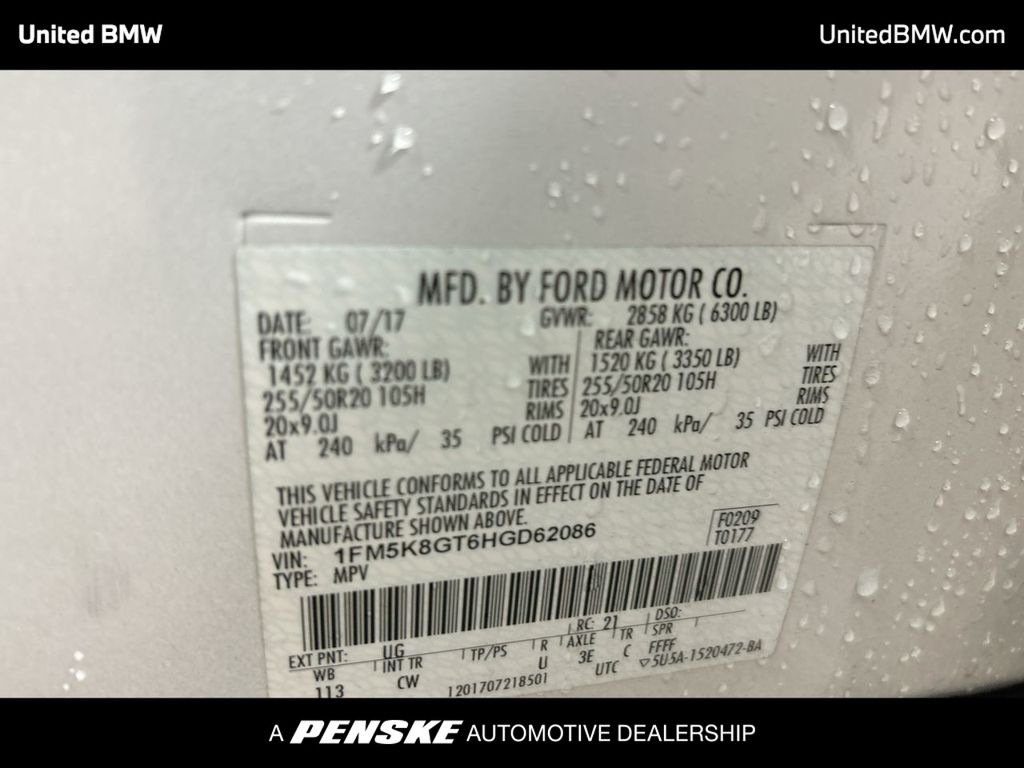 United BMW UnitedBMW.com
MFD. BY FORD MOTOR CO.
DATE: 07/17 GVWR: 2858 KG ( 6300 LB)
FRONT GAWR: REAR GAWR:
1452 KG ( 3200 LB) WITH 1520 KG ( 3350 LB) WITH
255/50R20 105H TIRES 255/50R20 105H TIRES
20x9.0J RIMS 20x9.0J RIMS
AT 240 kPa/ 35 PSI COLD AT 240 kPa/ 35 PSI COLD
THIS VEHICLE CONFORMS TO ALL APPLICABLE FEDERAL MOTOR
VEHICLE SAFETY STANDARDS IN EFFECT ON THE DATE OF
MANUFACTURE SHOWN ABOVE.
VIN: 1FM5K8GT6HGD62086 F0209
TYPE: MPV T0177
EXT PNT: UG RC: 21 DSO:
WB INT TR TP/PS R AXLE TR SPR
113 CW U 3E C FFFF
1201707218501 UTC ▽5U5A-1520472-BA
A PENSKE AUTOMOTIVE DEALERSHIP